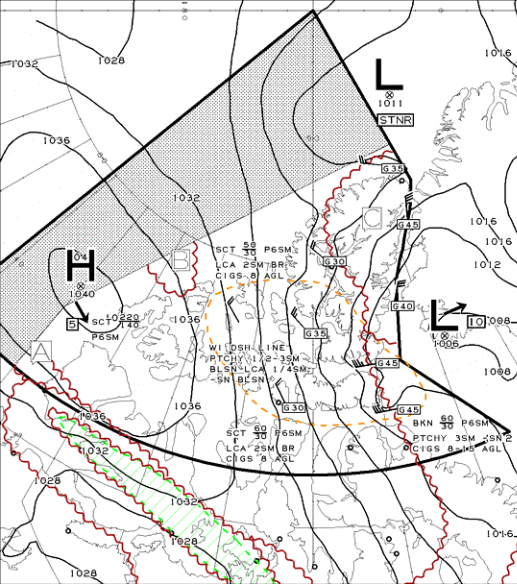 1016
1028
L
1032
1011
STNR
1036
G35
1032
C
1016
G45
SCT 50/30 P6SM
1016
B
LCA 2SM BR
G30
CIGS 8 AGL
1012
H
1040
G40
L
10
1008
5
SCT
220
140
1036
P6SM
G35
1006
WI DSH LINE
A
PTCHY 1/2-3SM
BLSN LCA 1/4SM
-SN BLSN
G45
1008
G30
G45
1036
1036
BKN 60/30 P6SM
SCT 60/30 P6SM
PTCHY 3SM -SN
1032
LCA 2SM BR
CIGS 8-15 AGL
CIGS 8 AGL
1028
1032
1028
1016